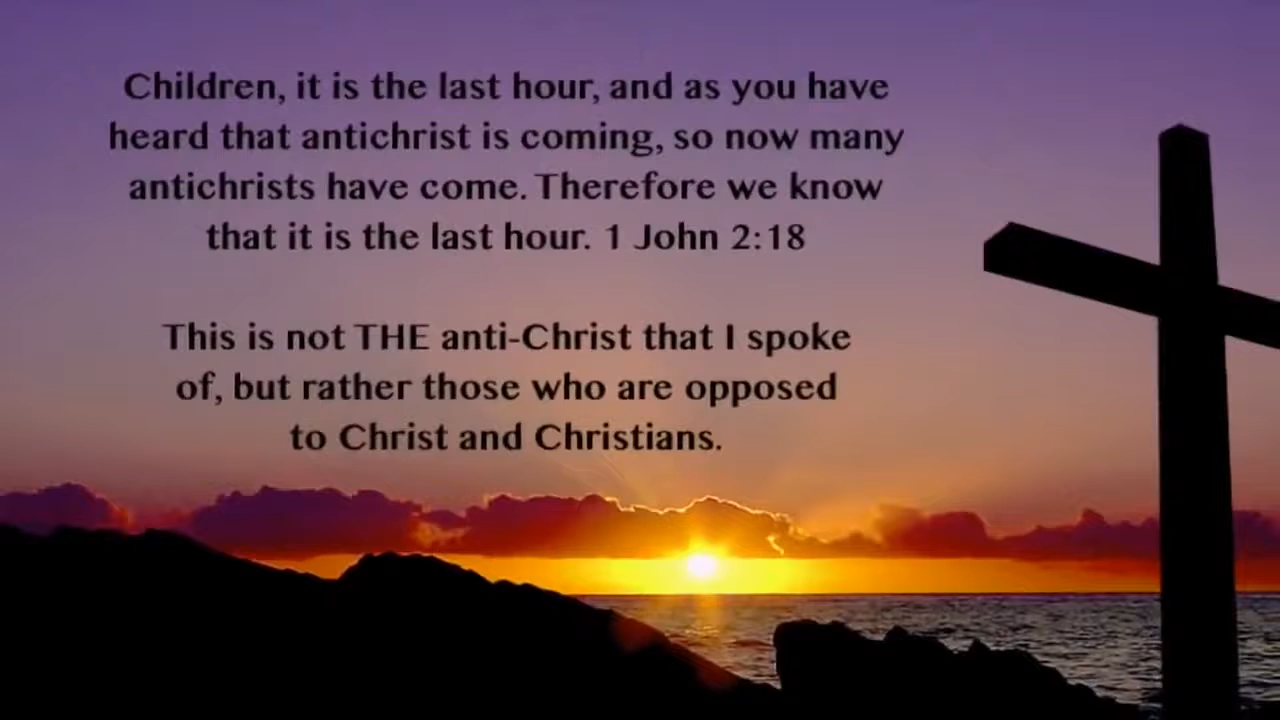 Children, it is the last hour, and as you have
heard that antichrist is coming, so now many
antichrists have come. Therefore we know
that it is the last hour. 1 John 2:18
This is not THE anti-Christ that I spoke
of, but rather those who are opposed
to Christ and Christians.